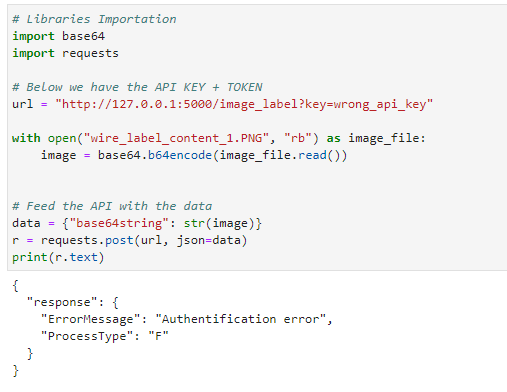 # Libraries Importation
import base64
import requests
# Below we have the API KEY + TOKEN
url = "http://127.0.0.1:5000/image_label?key=wrong_api_key"
with open("wire_label_content_1.PNG", "rb") as image_file:
    image = base64.b64encode(image_file.read())
# Feed the API with the data
data = {"base64string": str(image)}
r = requests.post(url, json=data)
print(r.text)
{
  "response": {
    "ErrorMessage": "Authentification error",
    "ProcessType": "F"
  }
}